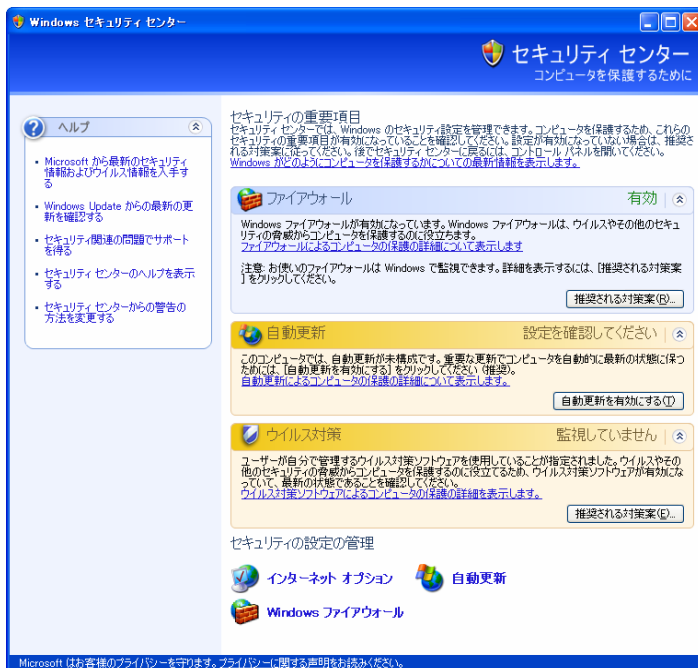 Windows セキュリティ センター
セキュリティ センター
コンピュータを保護するために
ヘルプ
Microsoft から最新のセキュリティ
情報およびウイルス情報を入手す
る
Windows Update からの最新の更
新を確認する
セキュリティ関連の問題でサポート
を得る
セキュリティ センターのヘルプを表示
する
セキュリティ センターからの警告の
方法を変更する
セキュリティの重要項目
セキュリティ センターでは、Windows のセキュリティ設定を管理できます。コンピュータを保護するため、これらの
セキュリティの重要項目が有効になっていることを確認してください。設定が有効になっていない場合は、推奨さ
れる対策案に従ってください。後でセキュリティ センターに戻るには、コントロール パネルを開いてください。
Windows がどのようにコンピュータを保護するかについての最新情報を表示します。
ファイアウォール 有効
Windows ファイアウォールが有効になっています。Windows ファイアウォールは、ウイルスやその他のセキュ
リティの脅威からコンピュータを保護するのに役立ちます。
ファイアウォールによるコンピュータの保護の詳細について表示します
注意: お使いのファイアウォールは Windows で監視できます。詳細を表示するには、[推奨される対策案
] をクリックしてください。
推奨される対策案(R)...
自動更新 設定を確認してください
このコンピュータでは、自動更新が未構成です。重要な更新でコンピュータを自動的に最新の状態に保つ
ためには、[自動更新を有効にする] をクリックしてください (推奨)。
自動更新によるコンピュータの保護の詳細について表示します。
自動更新を有効にする(T)
ウイルス対策 監視していません
ユーザーが自分で管理するウイルス対策ソフトウェアを使用していることが指定されました。ウイルスやその
他のセキュリティの脅威からコンピュータを保護するのに役立てるため、ウイルス対策ソフトウェアが有効にな
っていて、最新の状態であることを確認してください。
ウイルス対策ソフトウェアによるコンピュータの保護の詳細を表示します。
推奨される対策案(E)...
セキュリティの設定の管理
インターネット オプション 自動更新
Windows ファイアウォール
Microsoft はお客様のプライバシーを守ります。プライバシーに関する声明をお読みください。